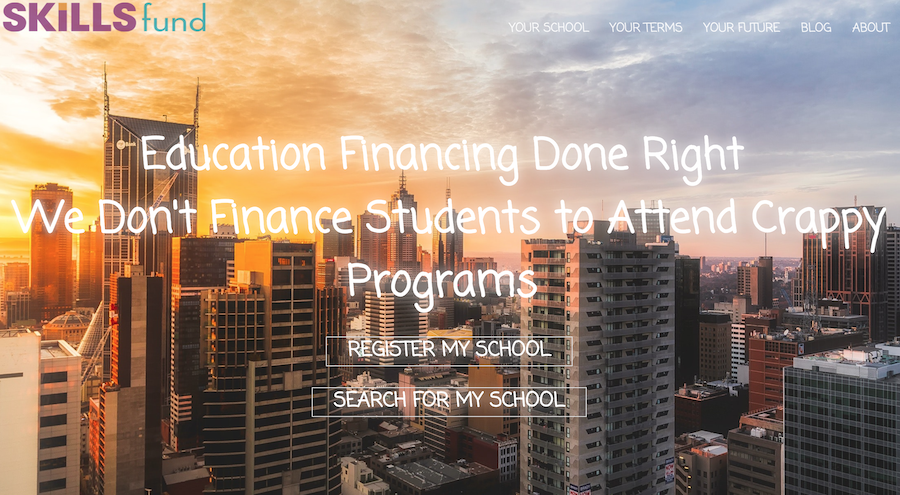 SKILLS fund
YOUR SCHOOL YOUR TERMS YOUR FUTURE BLOG ABOUT
Education Financing Done Right
We Don't Finance Students to Attend Crappy
Programs
REGISTER MY SCHOOL
SEARCH FOR MY SCHOOL